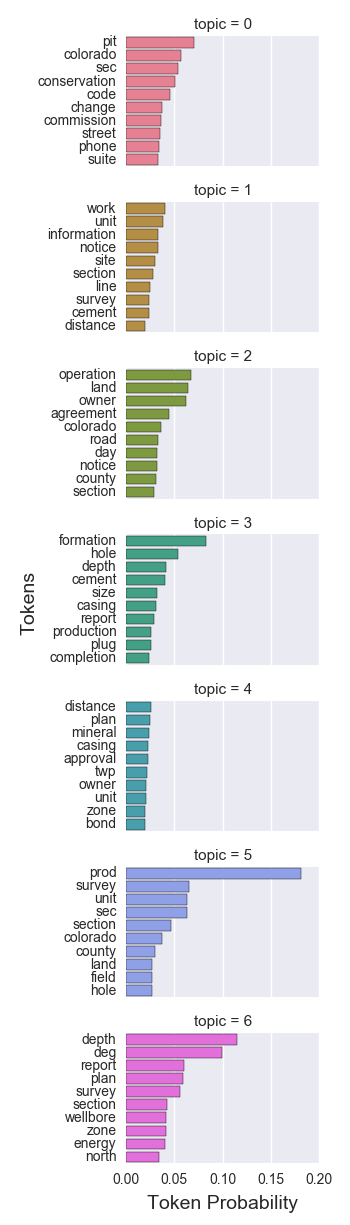 topic = 0
pit
colorado
sec
conservation
code
change
commission
street
phone
suite
topic = 1
work
unit
information
notice
site
section
line
survey
cement
distance
topic = 2
operation
land
owner
agreement
colorado
road
day
notice
county
section
topic = 3
formation
hole
depth
cement
size
casing
report
production
plug
completion
Tokens
topic = 4
distance
plan
mineral
casing
approval
twp
owner
unit
zone
bond
topic = 5
prod
survey
unit
sec
section
colorado
county
land
field
hole
topic = 6
depth
deg
report
plan
survey
section
wellbore
zone
energy
north
0.00 0.05 0.10 0.15 0.20
Token Probability